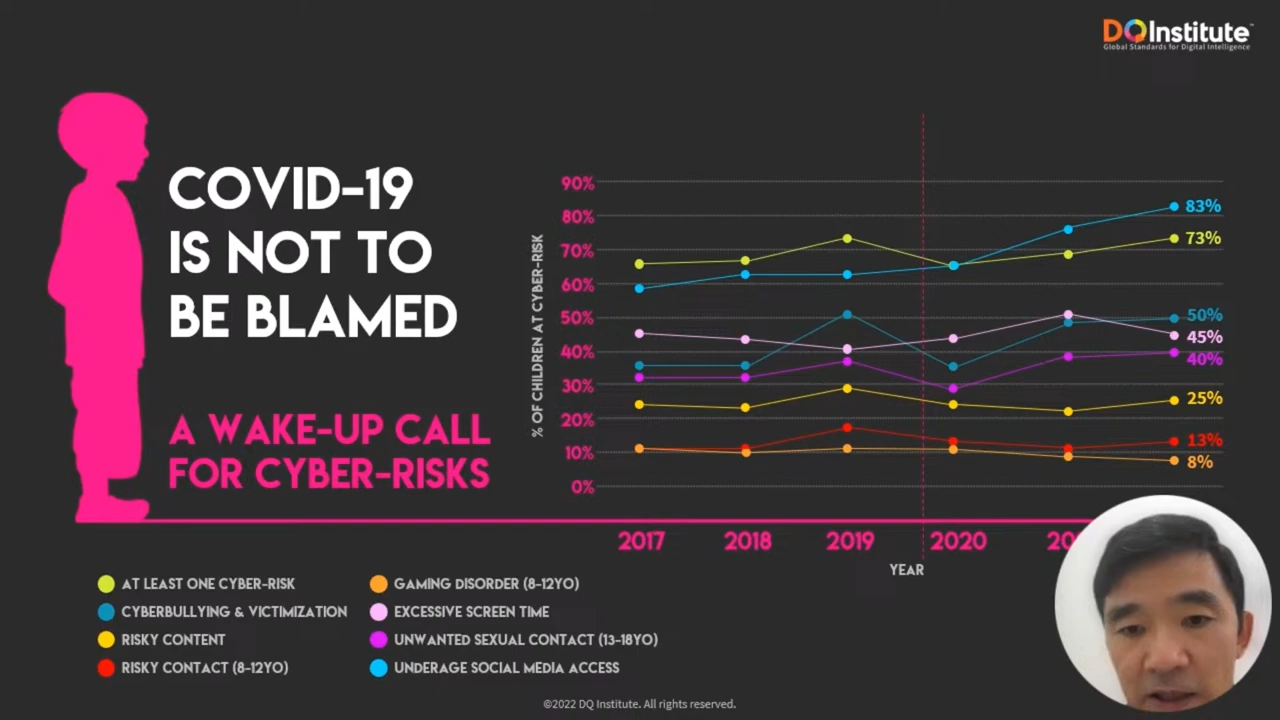 DQInstitute™
Global Standards for Digital Intelligence
COVID-19
IS NOT TO
BE BLAMED
A WAKE-UP CALL
FOR CYBER-RISKS
% OF CHILDREN AT CYBER-RISK
90%
80%
70%
60%
50%
40%
30%
20%
10%
0%
83%
73%
50%
45%
40%
25%
13%
8%
2017 2018 2019 2020
YEAR
AT LEAST ONE CYBER-RISK
CYBERBULLYING & VICTIMIZATION
RISKY CONTENT
RISKY CONTACT (8-12YO)
GAMING DISORDER (8-12YO)
EXCESSIVE SCREEN TIME
UNWANTED SEXUAL CONTACT (13-18YO)
UNDERAGE SOCIAL MEDIA ACCESS
©2022 DQ Institute. All rights reserved.